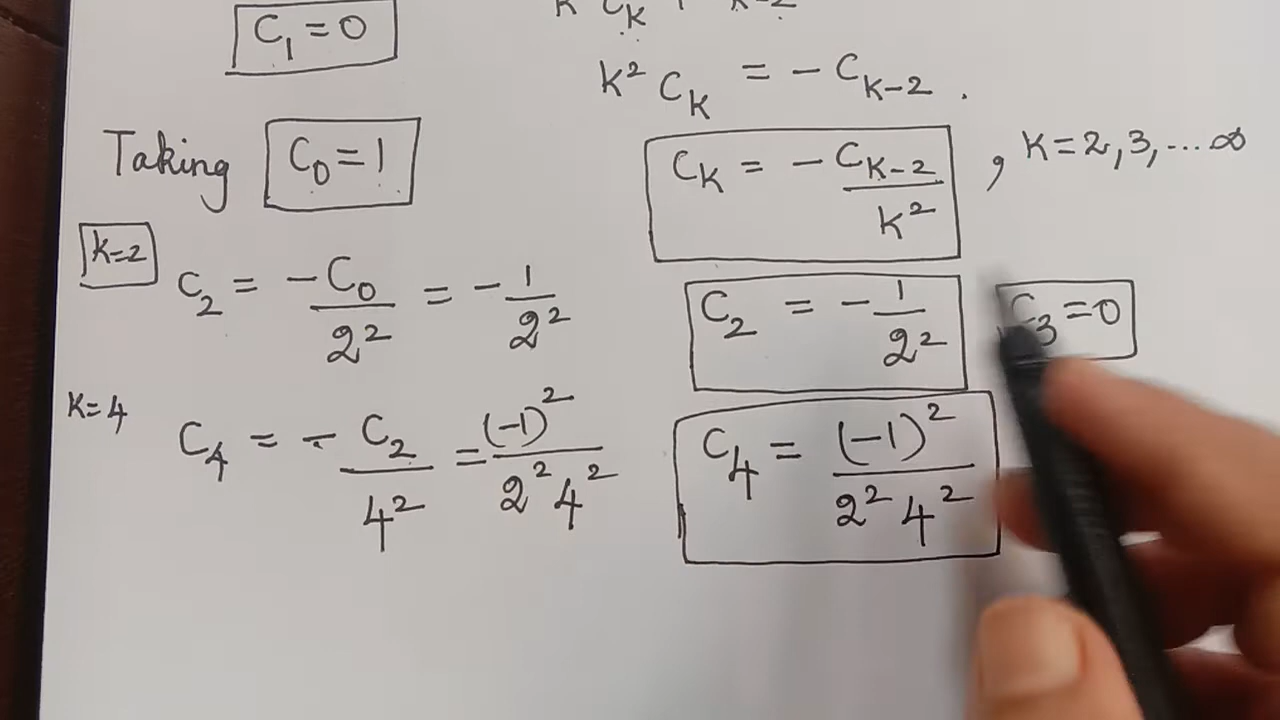 C₁ = 0
k² Cₖ = - Cₖ₋₂ .
Taking C₀ = 1
Cₖ = - Cₖ₋₂ / k² , k = 2, 3, ... ∞
k=2 C₂ = -C₀ / 2² = - 1 / 2²
C₂ = - 1 / 2²
C₃ = 0
k=4 C₄ = - C₂ / 4² = (-1)² / 2² 4²
C₄ = (-1)² / 2² 4²